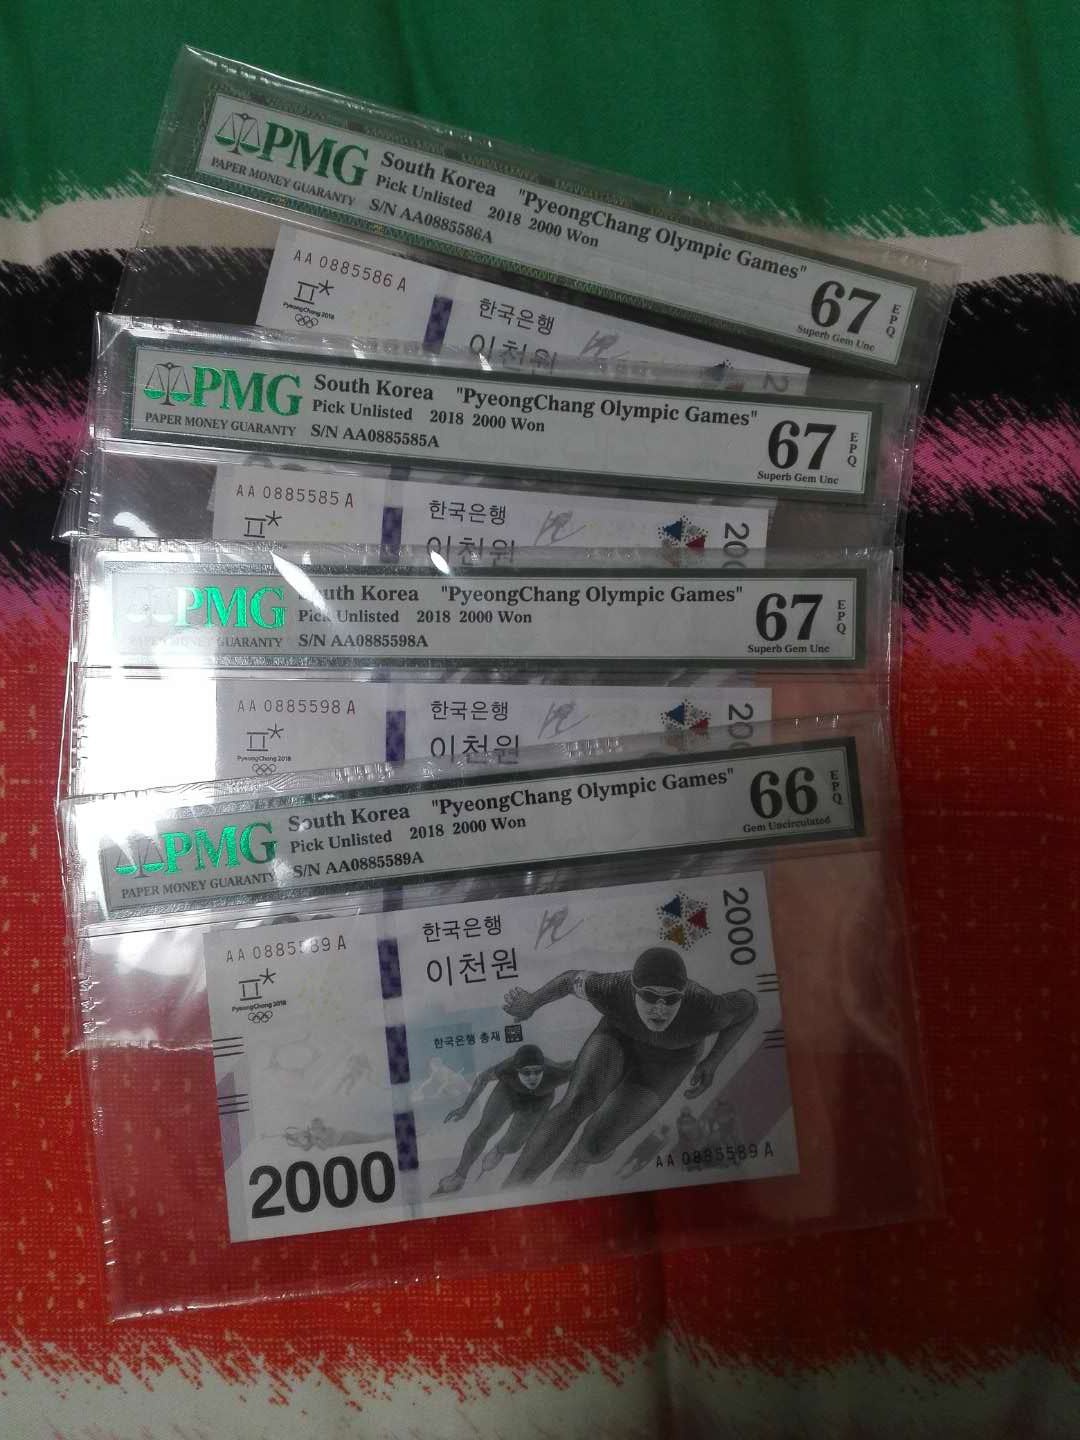 PMG
PAPER MONEY GUARANTY
South Korea "PyeongChang Olympic Games"
Pick Unlisted 2018 2000 Won
S/N AA0885586A
67
EPQ
Superb Gem Unc
AA 0885586 A
PyeongChang 2018
한국은행
이천원
PMG
PAPER MONEY GUARANTY
South Korea "PyeongChang Olympic Games"
Pick Unlisted 2018 2000 Won
S/N AA0885585A
67
EPQ
Superb Gem Unc
AA 0885585 A
한국은행
이천원
PMG
GUARANTY
Korea "PyeongChang Olympic Games"
Pick Unlisted 2018 2000 Won
S/N AA0885598A
67
EPQ
Superb Gem Unc
AA 0885598 A
PyeongChang 2018
한국은행
이천원
PMG
PAPER MONEY GUARANTY
South Korea "PyeongChang Olympic Games"
Pick Unlisted 2018 2000 Won
S/N AA0885589A
66
EPQ
Gem Uncirculated
AA 0885589 A
PyeongChang 2018
한국은행
이천원
2000
한국은행 총재
AA 0885589 A
2000